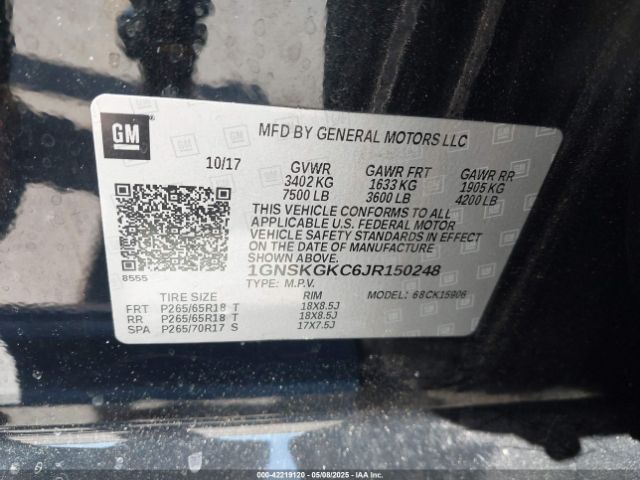 GM
MFD BY GENERAL MOTORS LLC
10/17 GVWR GAWR FRT GAWR RR
3402 KG 1633 KG 1905 KG
7500 LB 3600 LB 4200 LB
THIS VEHICLE CONFORMS TO ALL
APPLICABLE U.S. FEDERAL MOTOR
VEHICLE SAFETY STANDARDS IN EFFECT
ON THE DATE OF MANUFACTURE
SHOWN ABOVE.
8555
1GNSKGKC6JR150248
TYPE: M.P.V. MODEL: 68CK15906
TIRE SIZE RIM
FRT P265/65R18 T 18X8.5J
RR P265/65R18 T 18X8.5J
SPA P265/70R17 S 17X7.5J
000-42219120 - 05/08/2025 - IAAI.COM